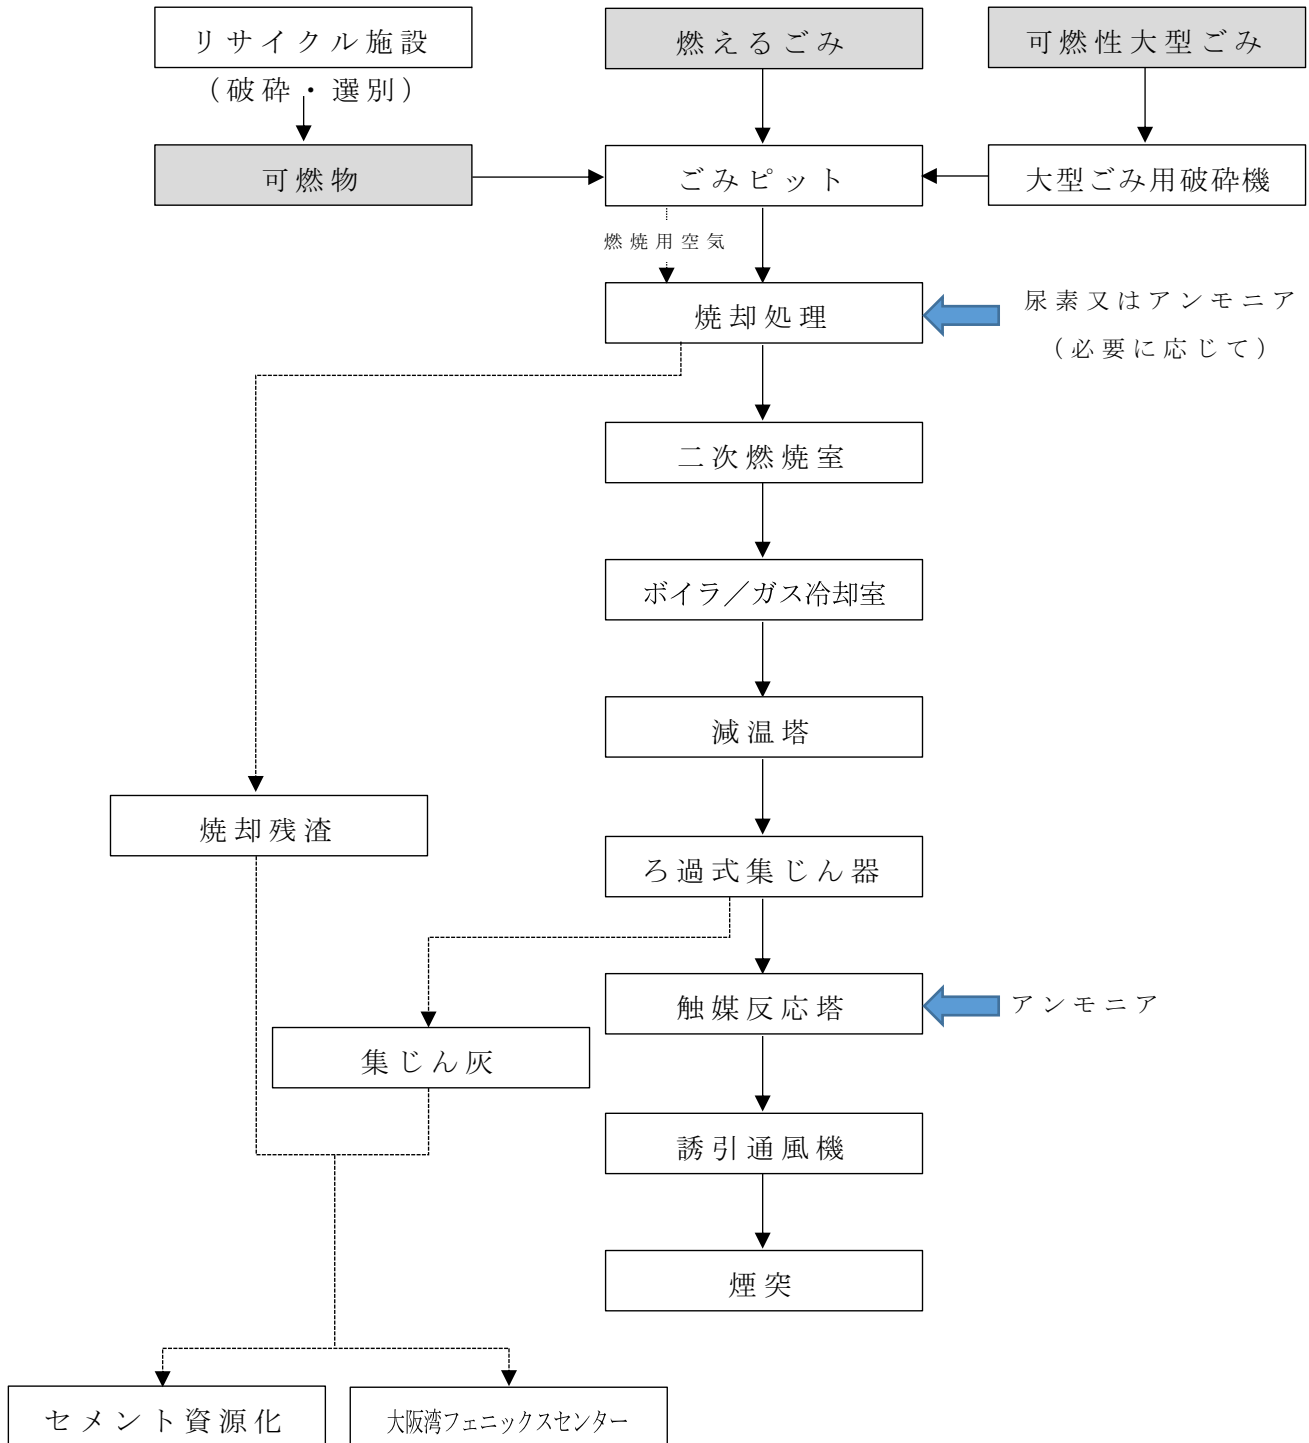 リサイクル施設
燃えるごみ
可燃性大型ごみ
（破砕・選別）
可燃物
ごみピット
大型ごみ用破砕機
燃焼用空気
焼却処理
尿素又はアンモニア
（必要に応じて）
二次燃焼室
ボイラ／ガス冷却室
減温塔
焼却残渣
ろ過式集じん器
触媒反応塔
アンモニア
集じん灰
誘引通風機
煙突
セメント資源化
大阪湾フェニックスセンター